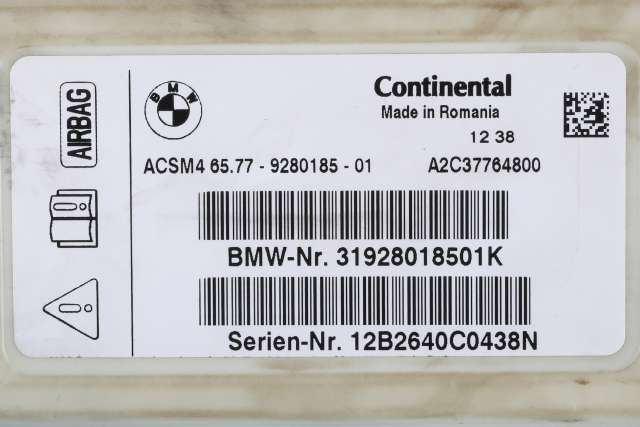 AIRBAG
BMW
Continental
Made in Romania
12 38
ACSM4 65.77 - 9280185 - 01 A2C37764800
BMW-Nr. 31928018501K
Serien-Nr. 12B2640C0438N